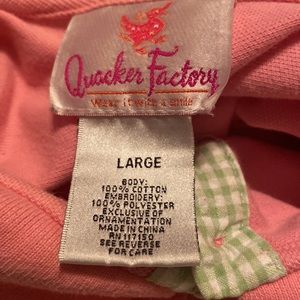 Quacker Factory
Wear it with a smile
LARGE
BODY:
100% COTTON
EMBROIDERY:
100% POLYESTER
EXCLUSIVE OF
ORNAMENTATION
MADE IN CHINA
RN 117150
SEE REVERSE
FOR CARE